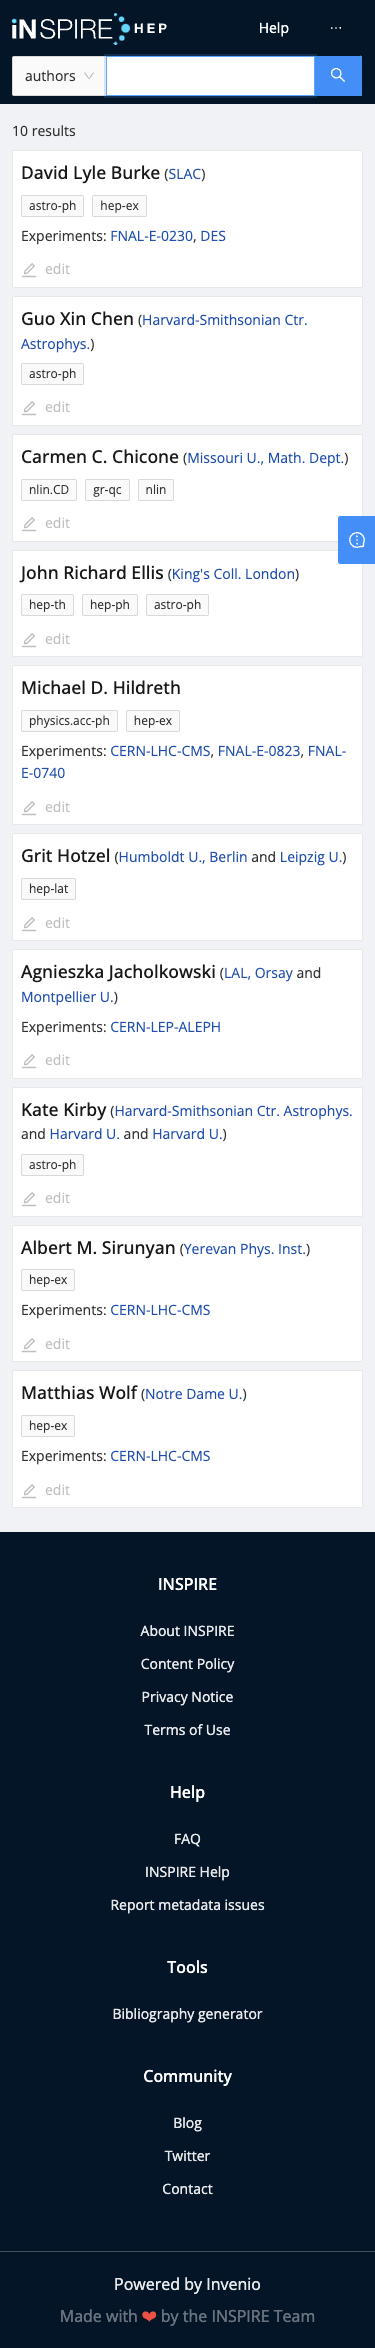 iNSPIRE HEP
Help
···
authors
10 results
David Lyle Burke (SLAC)
astro-ph hep-ex
Experiments: FNAL-E-0230, DES
edit
Guo Xin Chen (Harvard-Smithsonian Ctr.
Astrophys.)
astro-ph
edit
Carmen C. Chicone (Missouri U., Math. Dept.)
nlin.CD gr-qc nlin
edit
John Richard Ellis (King's Coll. London)
hep-th hep-ph astro-ph
edit
Michael D. Hildreth
physics.acc-ph hep-ex
Experiments: CERN-LHC-CMS, FNAL-E-0823, FNAL-
E-0740
edit
Grit Hotzel (Humboldt U., Berlin and Leipzig U.)
hep-lat
edit
Agnieszka Jacholkowski (LAL, Orsay and
Montpellier U.)
Experiments: CERN-LEP-ALEPH
edit
Kate Kirby (Harvard-Smithsonian Ctr. Astrophys.
and Harvard U. and Harvard U.)
astro-ph
edit
Albert M. Sirunyan (Yerevan Phys. Inst.)
hep-ex
Experiments: CERN-LHC-CMS
edit
Matthias Wolf (Notre Dame U.)
hep-ex
Experiments: CERN-LHC-CMS
edit
INSPIRE
About INSPIRE
Content Policy
Privacy Notice
Terms of Use
Help
FAQ
INSPIRE Help
Report metadata issues
Tools
Bibliography generator
Community
Blog
Twitter
Contact
Powered by Invenio
Made with ❤ by the INSPIRE Team